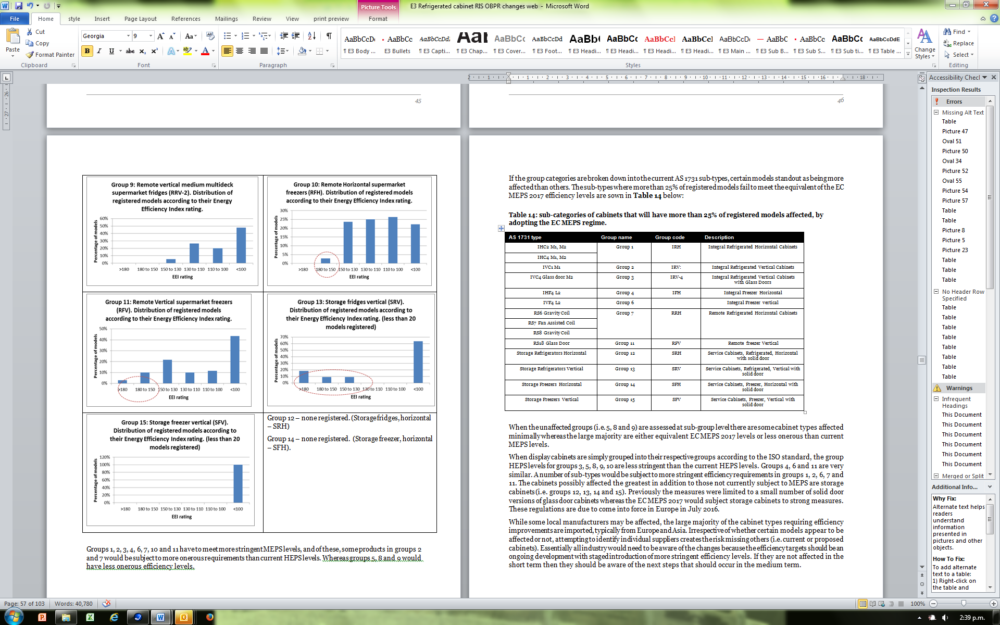 E3 Refrigerated cabinet RIS OBPR changes web - Microsoft Word
Picture Tools
File
Home
style
Insert
Page Layout
References
Mailings
Review
View
print preview
Format
Paste
Cut
Copy
Format Painter
Clipboard
Georgia
9
Font
Paragraph
AaBbCcDc
AaBbCc
AaBbCcDd
AaBbCc
AaBbCcDd
¶ E3 Body ...
E3 Bullets
¶ E3 Capti...
¶ E3 Chap...
¶ E3 Cover...
¶ E3 Foot...
¶ E3 Headi...
¶ E3 Headi...
¶ E3 Headi...
¶ E3 Headi...
¶ E3 Main ...
¶ E3 Sub B...
¶ E3 Sub S...
¶ E3 Sub ti...
¶ E3 Table ...
Styles
Change
Styles
Find
Replace
Select
Editing
45
46
Group 9: Remote vertical medium multideck
supermarket fridges (RRV-2). Distribution of
registered models according to their Energy
Efficiency Index rating.
Percentage of models
60%
50%
40%
30%
20%
10%
0%
>180 180 to 150 150 to 130 130 to 110 110 to 100 <100
EEI rating
Group 10: Remote Horizontal supermarket
freezers (RFH). Distribution of registered models
according to their Energy Efficiency Index rating.
Percentage of models
30%
25%
20%
15%
10%
5%
0%
>180 180 to 150 150 to 130 130 to 110 110 to 100 <100
EEI rating
Group 11: Remote Vertical supermarket freezers
(RFV). Distribution of registered models
according to their Energy Efficiency Index rating.
Percentage of models
50%
40%
30%
20%
10%
0%
>180 180 to 150 150 to 130 130 to 110 110 to 100 <100
EEI rating
Group 13: Storage fridges vertical (SRV).
Distribution of registered models according to
their Energy Efficiency Index rating. (less than 20
models registered)
Percentage of models
70%
60%
50%
40%
30%
20%
10%
0%
>180 180 to 150 150 to 130 130 to 110 110 to 100 <100
EEI rating
Group 15: Storage freezer vertical (SFV).
Distribution of registered models according to
their Energy Efficiency Index rating. (less than 20
models registered)
Percentage of models
120%
100%
80%
60%
40%
20%
0%
>180 180 to 150 150 to 130 130 to 110 110 to 100 <100
EEI rating
Group 12 – none registered. (Storage fridges, horizontal
– SRH)
Group 14 – none registered. (Storage freezer, horizontal
– SFH).
Groups 1, 2, 3, 4, 6, 7, 10 and 11 have to meet more stringent MEPS levels, and of these, some products in groups 2
and 7 would be subject to more onerous requirements than current HEPS levels. Whereas groups 5, 8 and 9 would
have less onerous efficiency levels.
If the group categories are broken down into the current AS 1731 sub-types, certain models standout as being more
affected than others. The sub-types where more than 25% of registered models fail to meet the equivalent of the EC
MEPS 2017 efficiency levels are sown in Table 14 below:
Table 14: sub-categories of cabinets that will have more than 25% of registered models affected, by
adopting the EC MEPS regime.
AS 1731 type Group name Group code Description
IHC2 M1, M2 Group 1 IRH Integral Refrigerated Horizontal Cabinets
IHC4 M1, M2
IVC1 M1 Group 2 IRV: Integral Refrigerated Vertical Cabinets
IVC4 Glass door M2 Group 3 IRV-4 Integral Refrigerated Vertical Cabinets
with Glass Doors
IHF4 L2 Group 4 IFH Integral Freezer Horizontal
IVF4 L2 Group 6 Integral Freezer vertical
RS6 Gravity Coil Group 7 RRH Remote Refrigerated Horizontal Cabinets
RS7 Fan Assisted Coil
RS8 Gravity Coil
RS18 Glass Door Group 11 RFV Remote freezer Vertical
Storage Refrigerators Horizontal Group 12 SRH Service Cabinets, Refrigerated, Horizontal
with solid door
Storage Refrigerators Vertical Group 13 SRV Service Cabinets, Refrigerated, Vertical with
solid door
Storage Freezers Horizontal Group 14 SFH Service Cabinets, Freezer, Horizontal with
solid door
Storage Freezers Vertical Group 15 SFV Service Cabinets, Freezer, Vertical with
solid door
When the unaffected groups (i.e. 5, 8 and 9) are assessed at sub-group level there are some cabinet types affected
minimally whereas the large majority are either equivalent EC MEPS 2017 levels or less onerous than current
MEPS levels.
When display cabinets are simply grouped into their respective groups according to the ISO standard, the group
HEPS levels for groups 3, 5, 8, 9, 10 are less stringent than the current HEPS levels. Groups 4, 6 and 11 are very
similar. A number of sub-types would be subject to more stringent efficiency requirements in groups 1, 2, 6, 7 and
11. The cabinets possibly affected the greatest in addition to those not currently subject to MEPS are storage
cabinets (i.e. groups 12, 13, 14 and 15). Previously the measures were limited to a small number of solid door
versions of glass door cabinets whereas the EC MEPS 2017 would subject storage cabinets to strong measures.
These regulations are due to come into force in Europe in July 2016.
While some local manufacturers may be affected, the large majority of the cabinet types requiring efficiency
improvements are imported, typically from Europe and Asia. Irrespective of whether certain models appear to be
affected or not, attempting to identify individual suppliers creates the risk missing others (i.e. current or proposed
cabinets). Essentially all industry would need to be aware of the changes because the efficiency targets should be an
ongoing development with staged introduction of more stringent efficiency levels. If they are not affected in the
short term then they should be aware of the next steps that should occur in the medium term.
Accessibility Checl
Inspection Results
Errors
Missing Alt Text
Table
Picture 47
Oval 51
Picture 50
Oval 34
Picture 52
Oval 55
Picture 54
Picture 57
Table
Table
Picture 8
Picture 5
Picture 23
Table
Table
Table
No Header Row
Specified
Table
Table
Table
Table
Table
Table
Table
Table
Warnings
Infrequent
Headings
This Document
This Document
This Document
This Document
This Document
This Document
Merged or Split
Additional Info...
Why Fix:
Alternate text helps
readers
understand
information
presented in
pictures and other
objects.
How To Fix:
To add alternate
text to a table:
1) Right-click on
the table and
Page: 57 of 103
Words: 40,780
100%
2:39 p.m.